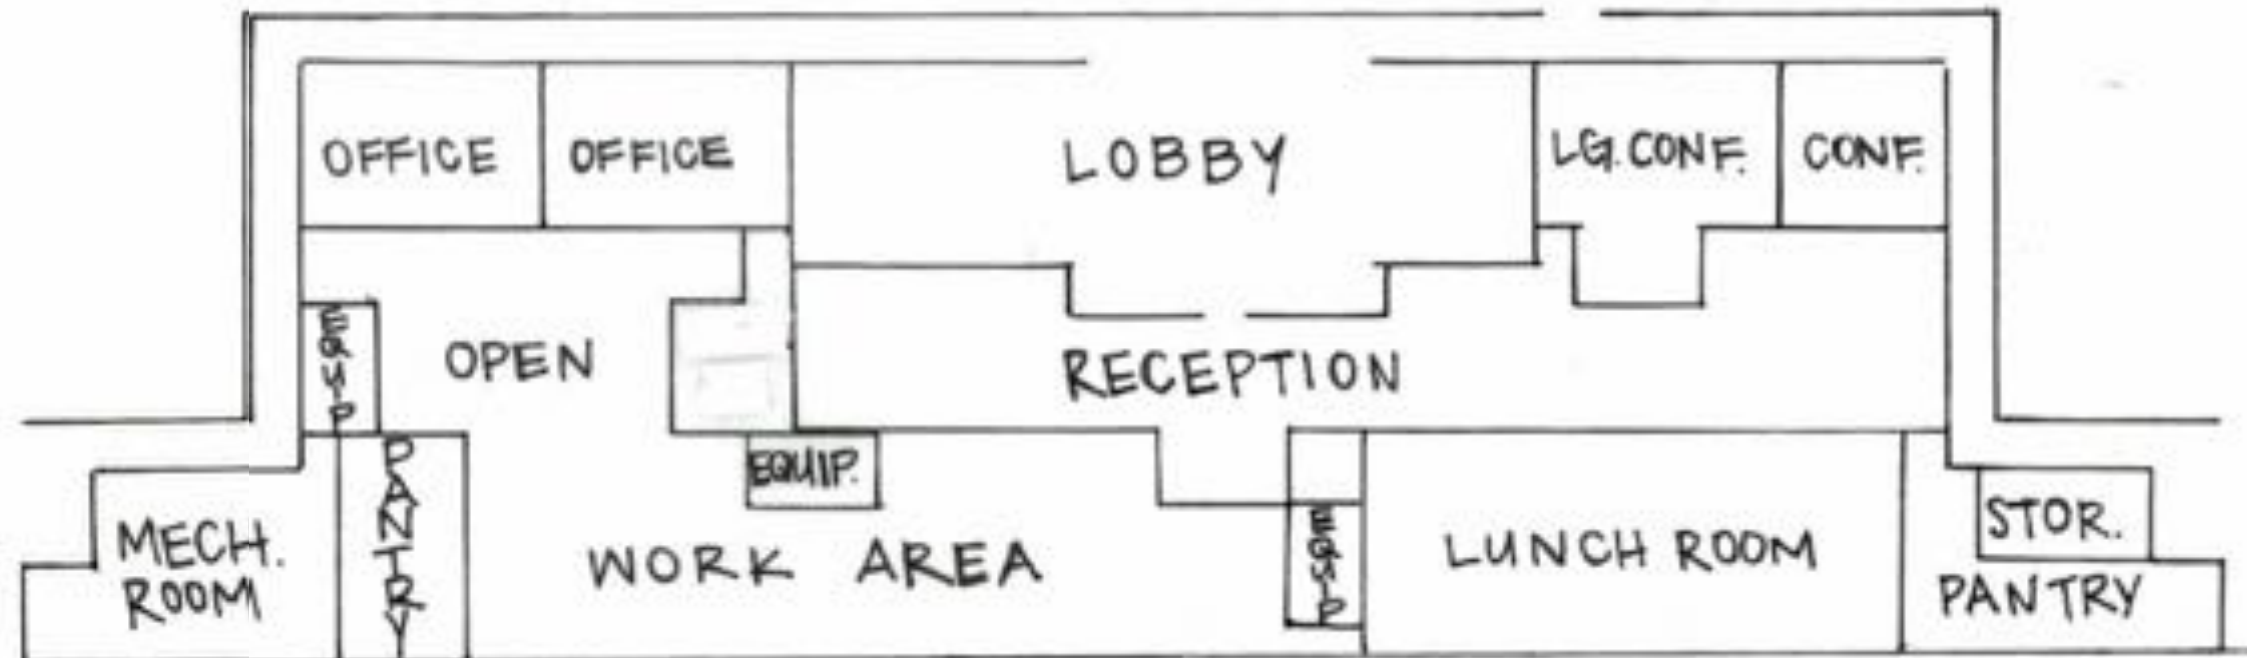 OFFICE
OFFICE
LOBBY
LG. CONF.
CONF.
EQUIP
OPEN
RECEPTION
PANTRY
EQUIP.
MECH.
ROOM
WORK AREA
EQUIP
LUNCH ROOM
STOR.
PANTRY